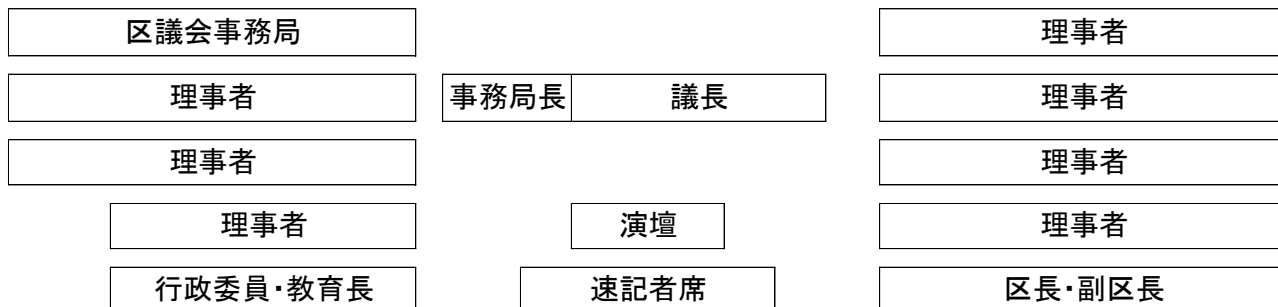 区議会事務局
理事者
理事者
事務局長
議長
理事者
理事者
理事者
理事者
演壇
理事者
行政委員・教育長
速記者席
区長・副区長